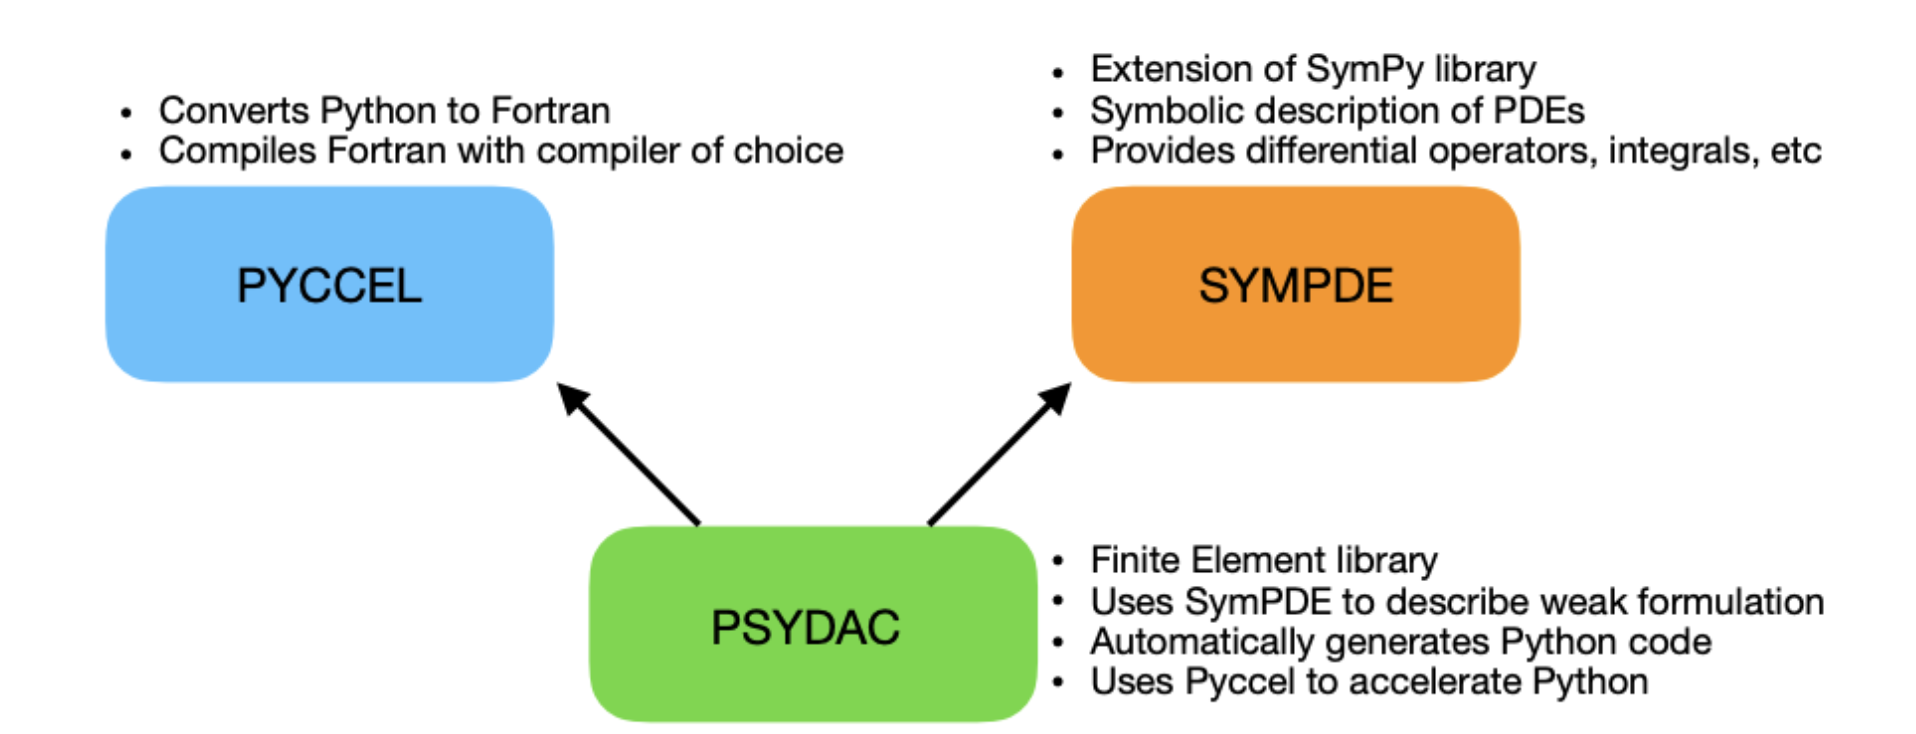 • Converts Python to Fortran
• Compiles Fortran with compiler of choice
PYCCEL
• Extension of SymPy library
• Symbolic description of PDEs
• Provides differential operators, integrals, etc
SYMPDE
PSYDAC
• Finite Element library
• Uses SymPDE to describe weak formulation
• Automatically generates Python code
• Uses Pyccel to accelerate Python